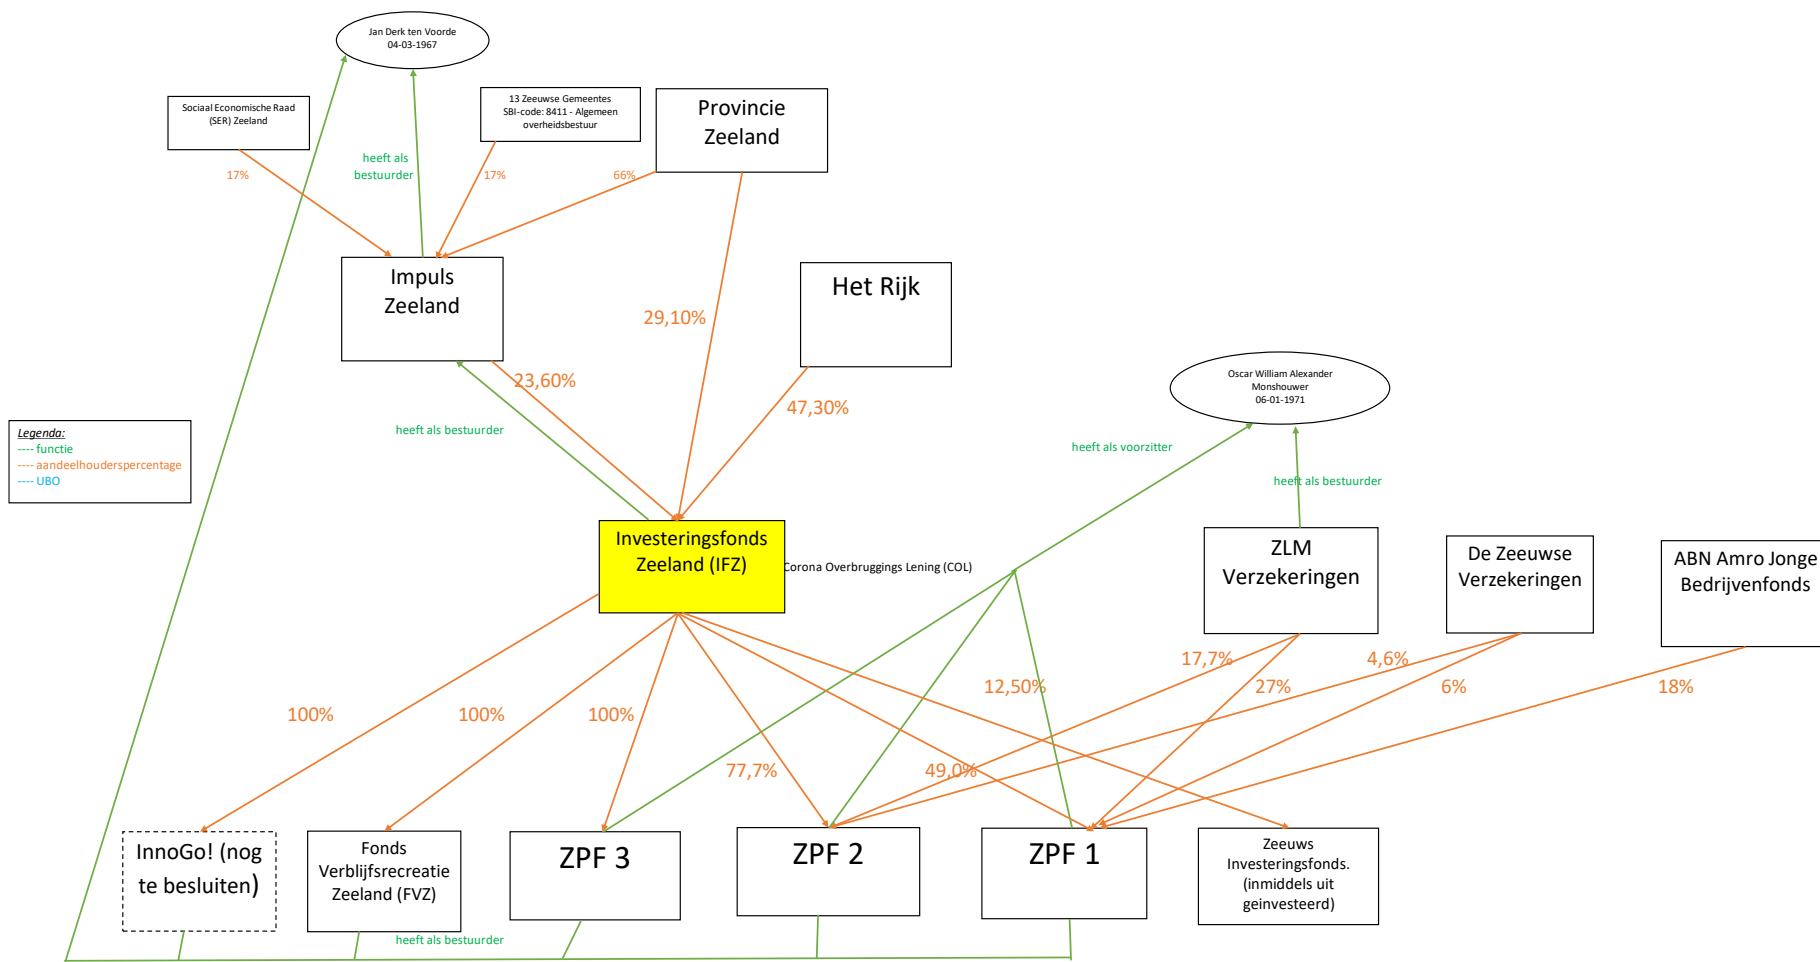 Jan Derk ten Voorde
04-03-1967
Sociaal Economische Raad
(SER) Zeeland
13 Zeeuwse Gemeentes
SBI-code: 8411 - Algemeen
overheidsbestuur
Provincie
Zeeland
heeft als
bestuurder
17%
17%
66%
Impuls
Zeeland
Het Rijk
29,10%
23,60%
47,30%
Oscar William Alexander
Monshouwer
06-01-1971
Legenda:
---- functie
---- aandeelhouderspercentage
---- UBO
heeft als bestuurder
heeft als voorzitter
heeft als bestuurder
Investeringsfonds
Zeeland (IFZ)
Corona Overbruggings Lening (COL)
ZLM
Verzekeringen
De Zeeuwse
Verzekeringen
ABN Amro Jonge
Bedrijvenfonds
17,7%
4,6%
12,50%
27%
6%
18%
100%
100%
100%
77,7%
49,0%
InnoGo! (nog
te besluiten)
Fonds
Verblijfsrecreatie
Zeeland (FVZ)
ZPF 3
ZPF 2
ZPF 1
Zeeuws
Investeringsfonds.
(inmiddels uit
geinvesteerd)
heeft als bestuurder